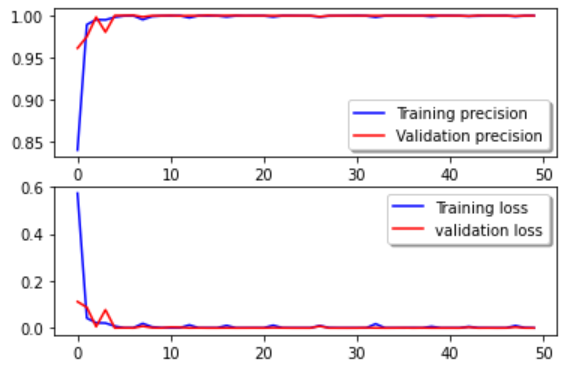 1.00
0.95
0.90
0.85
Training precision
Validation precision
0 10 20 30 40 50
0.6
0.4
0.2
0.0
Training loss
validation loss
0 10 20 30 40 50